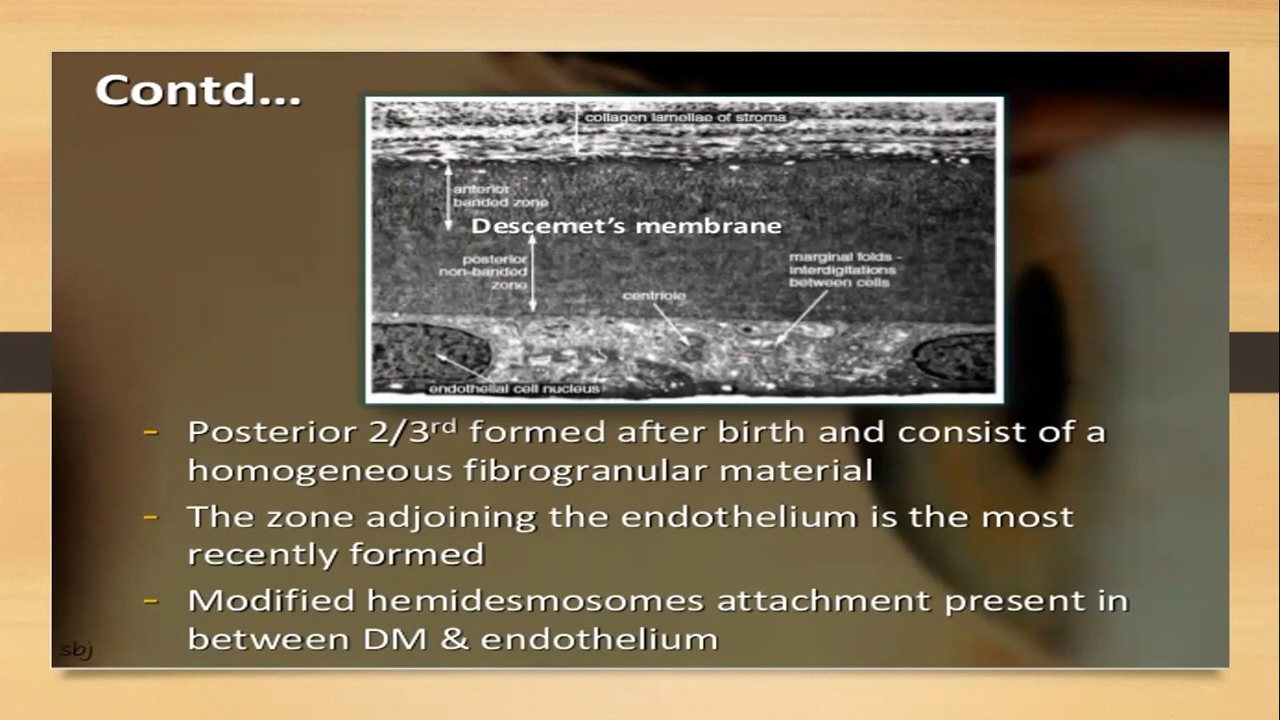 Contd...
collagen lamellae of stroma
anterior
banded zone
Descemet's membrane
posterior
non-banded
zone
marginal folds -
interdigitations
between cells
centriole
endothelial cell nucleus
- Posterior 2/3rd formed after birth and consist of a
homogeneous fibrogranular material
- The zone adjoining the endothelium is the most
recently formed
- Modified hemidesmosomes attachment present in
between DM & endothelium
sbj